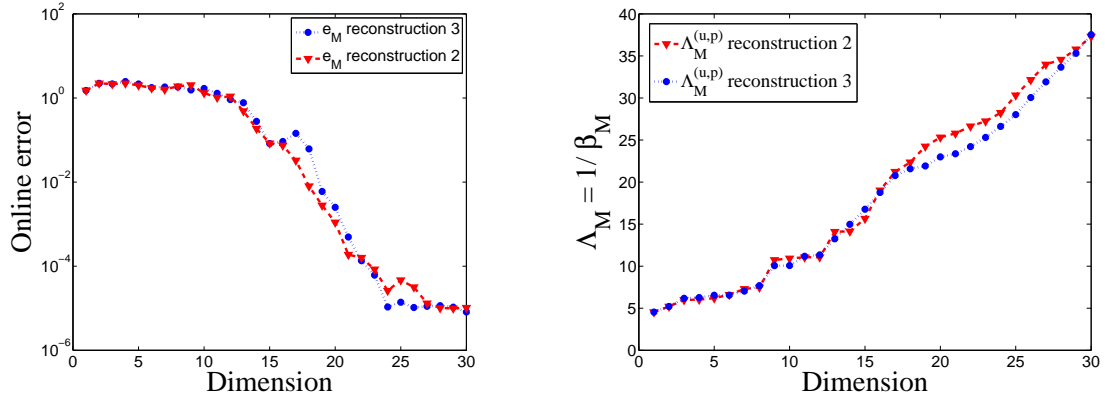 10^2
10^0
10^-2
10^-4
10^-6
0 5 10 15 20 25 30
Online error
Dimension
e_M reconstruction 3
e_M reconstruction 2
40
35
30
25
20
15
10
5
0
0 5 10 15 20 25 30
Λ_M = 1/ β_M
Dimension
Λ_M^(u,p) reconstruction 2
Λ_M^(u,p) reconstruction 3